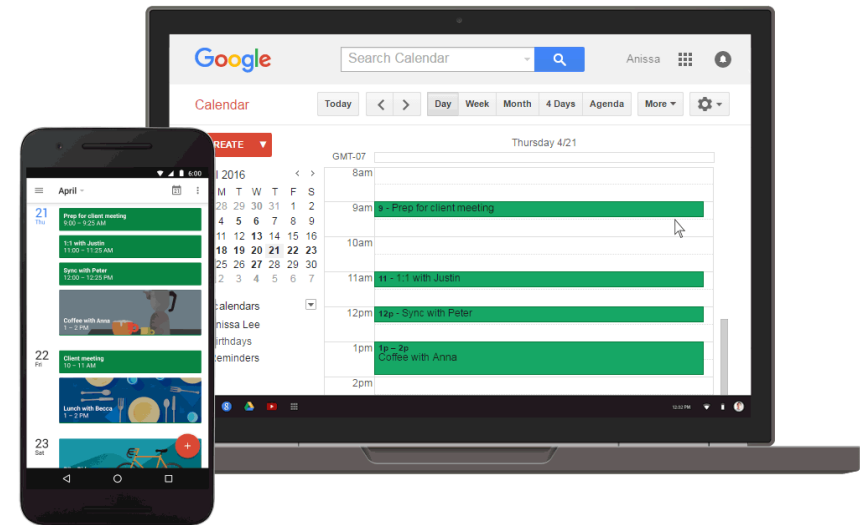 Google
Search Calendar
Anissa
Calendar
Today
Day
Week
Month
4 Days
Agenda
More
CREATE
2016
M T W T F S
28 29 30 31 1 2
4 5 6 7 8 9
11 12 13 14 15 16
18 19 20 21 22 23
25 26 27 28 29 30
2 3 4 5 6 7
calendars
nissa Lee
irthdays
eminders
Thursday 4/21
GMT-07
8am
9am 9 - Prep for client meeting
10am
11am 11 - 1:1 with Justin
12pm 12p - Sync with Peter
1pm 1p – 2p
Coffee with Anna
2pm
6:00
April
21
Thu
Prep for client meeting
9:00 – 9:25 AM
1:1 with Justin
11:00 – 11:25 AM
Sync with Peter
12:00 – 12:25 PM
Coffee with Anna
1 – 2 PM
22
Fri
Client meeting
10 – 11 AM
Lunch with Becca
1 – 2 PM
23
Sat